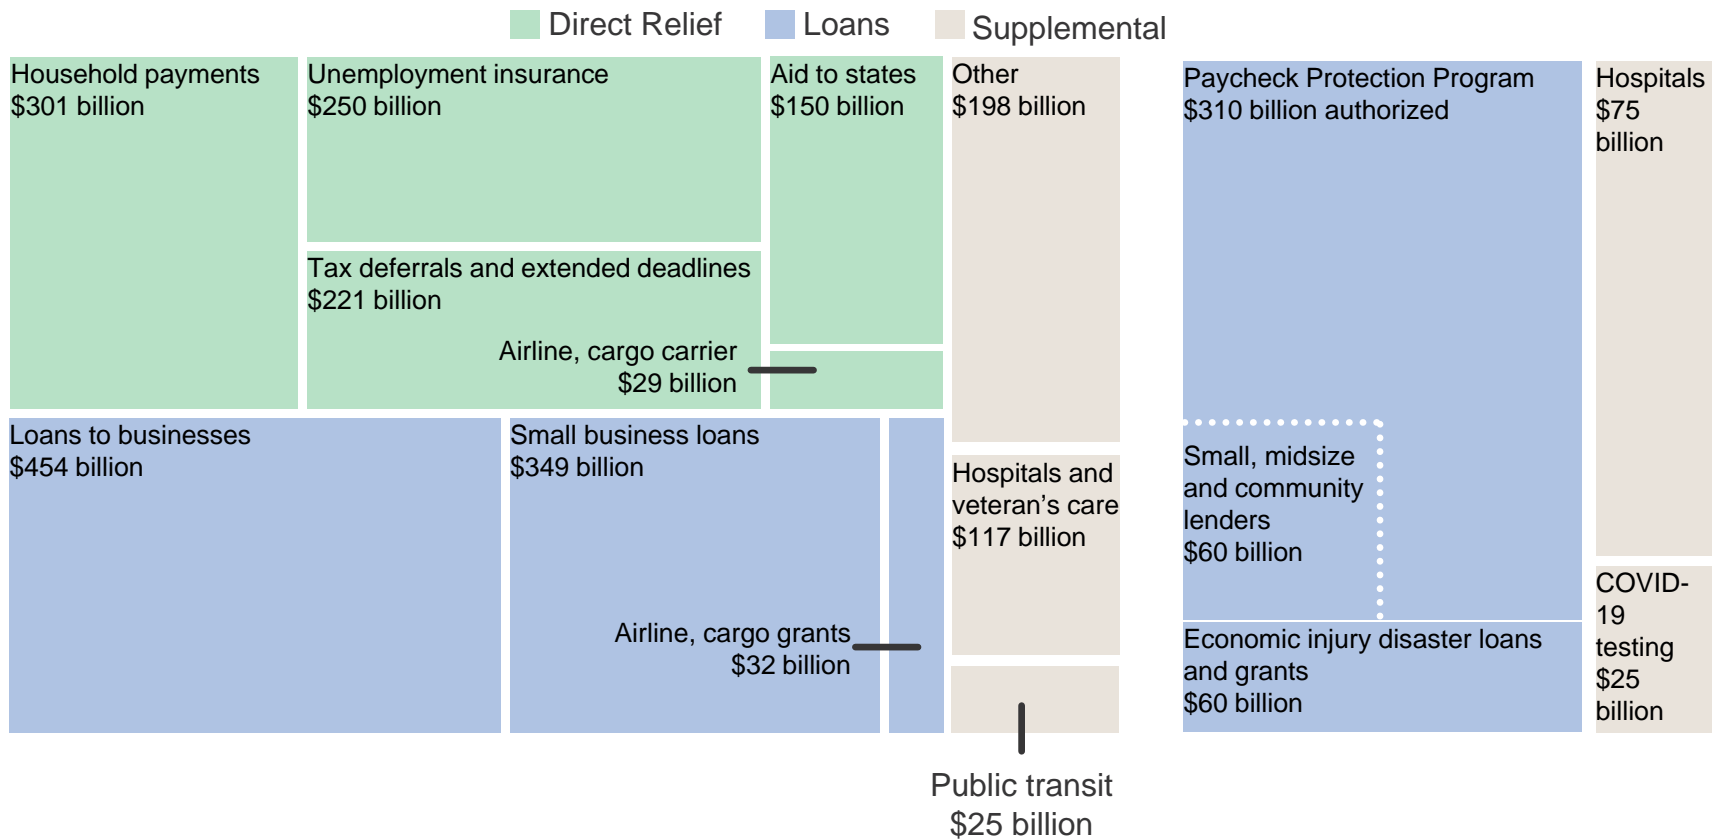 Direct Relief
Loans
Supplemental
Household payments
$301 billion
Unemployment insurance
$250 billion
Aid to states
$150 billion
Other
$198 billion
Tax deferrals and extended deadlines
$221 billion
Airline, cargo carrier
$29 billion
Loans to businesses
$454 billion
Small business loans
$349 billion
Airline, cargo grants
$32 billion
Hospitals and
veteran’s care
$117 billion
Public transit
$25 billion
Paycheck Protection Program
$310 billion authorized
Small, midsize
and community
lenders
$60 billion
Economic injury disaster loans
and grants
$60 billion
Hospitals
$75
billion
COVID-
19
testing
$25
billion